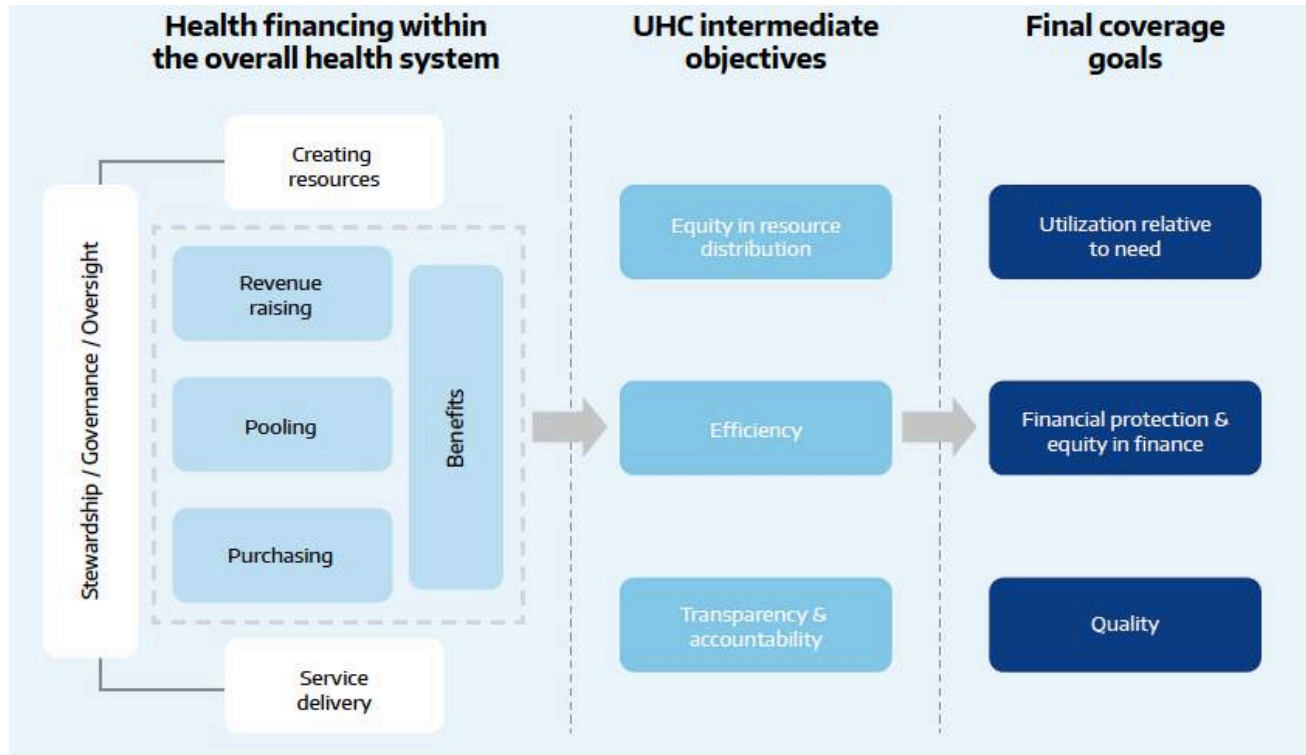 Health financing within
the overall health system
UHC intermediate
objectives
Final coverage
goals
Stewardship / Governance / Oversight
Creating
resources
Revenue
raising
Pooling
Purchasing
Benefits
Service
delivery
Equity in resource
distribution
Efficiency
Transparency &
accountability
Utilization relative
to need
Financial protection &
equity in finance
Quality